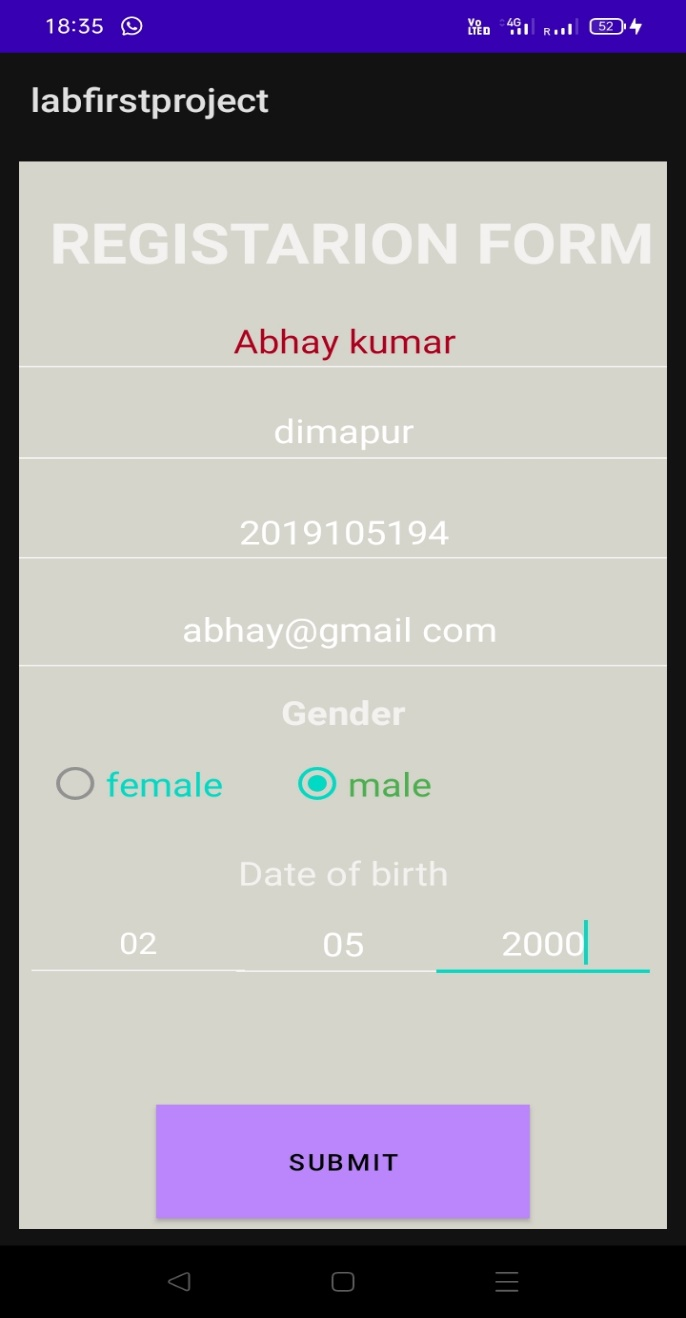 18:35 Vo LTED 4G R 52
labfirstproject
REGISTARION FORM
Abhay kumar
dimapur
2019105194
abhay@gmail com
Gender
female male
Date of birth
02 05 2000
SUBMIT